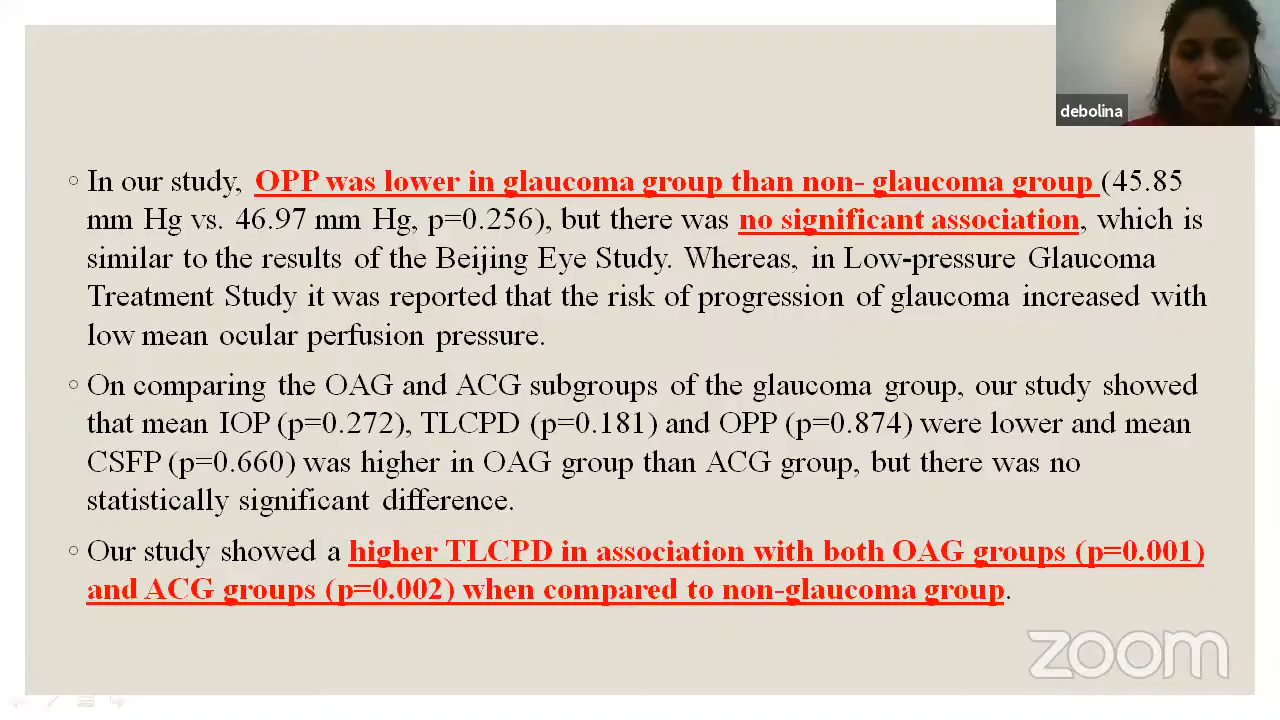 debolina
◦ In our study, OPP was lower in glaucoma group than non- glaucoma group (45.85
mm Hg vs. 46.97 mm Hg, p=0.256), but there was no significant association, which is
similar to the results of the Beijing Eye Study. Whereas, in Low-pressure Glaucoma
Treatment Study it was reported that the risk of progression of glaucoma increased with
low mean ocular perfusion pressure.
◦ On comparing the OAG and ACG subgroups of the glaucoma group, our study showed
that mean IOP (p=0.272), TLCPD (p=0.181) and OPP (p=0.874) were lower and mean
CSFP (p=0.660) was higher in OAG group than ACG group, but there was no
statistically significant difference.
◦ Our study showed a higher TLCPD in association with both OAG groups (p=0.001)
and ACG groups (p=0.002) when compared to non-glaucoma group.
zoom